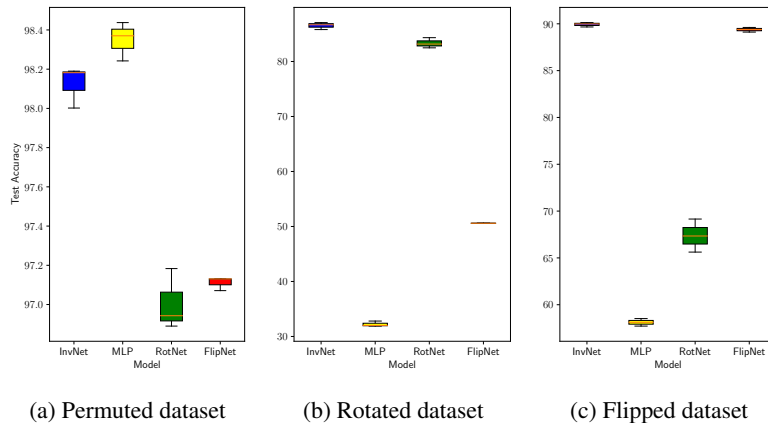 98.4
98.2
98.0
97.8
97.6
97.4
97.2
97.0
Test Accuracy
InvNet MLP RotNet FlipNet
Model
80
70
60
50
40
30
InvNet MLP RotNet FlipNet
Model
90
85
80
75
70
65
60
InvNet MLP RotNet FlipNet
Model
(a) Permuted dataset
(b) Rotated dataset
(c) Flipped dataset